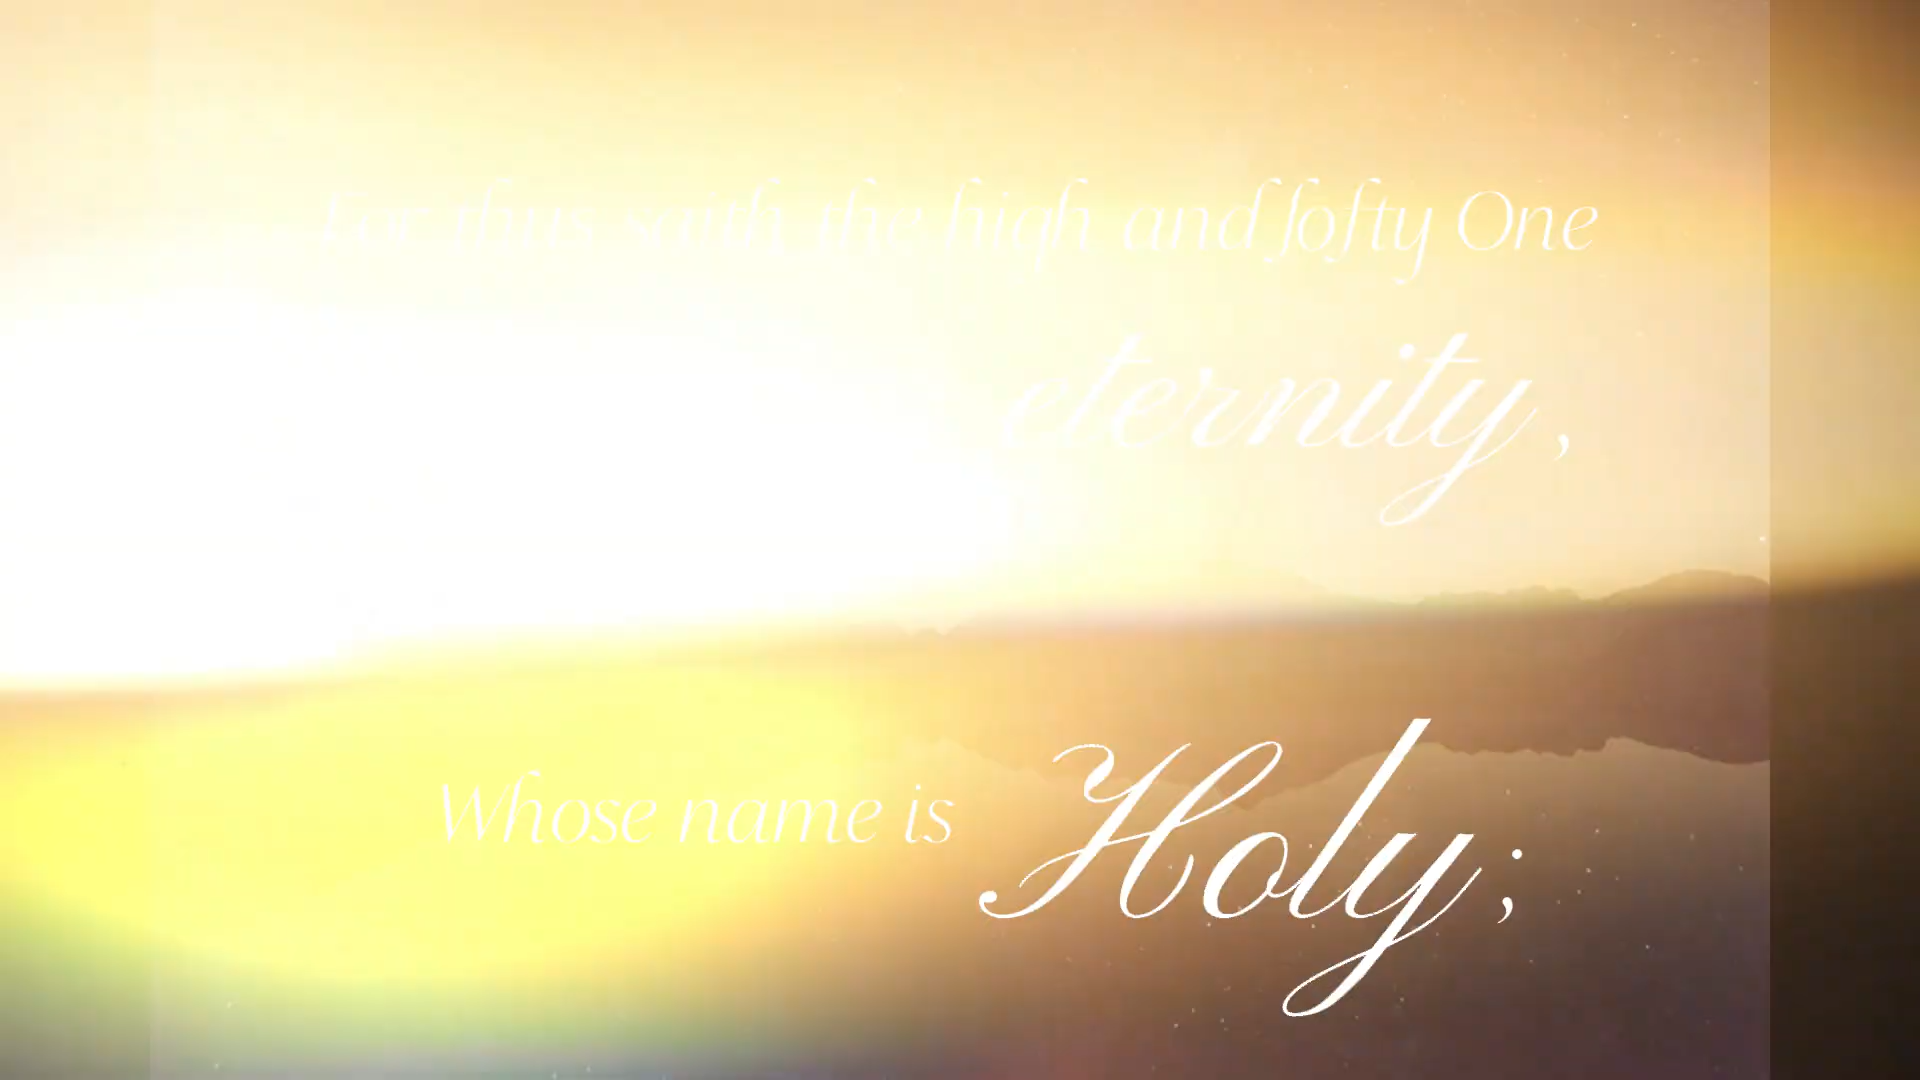 For thus saith the high and lofty One
eternity,
Whose name is Holy;